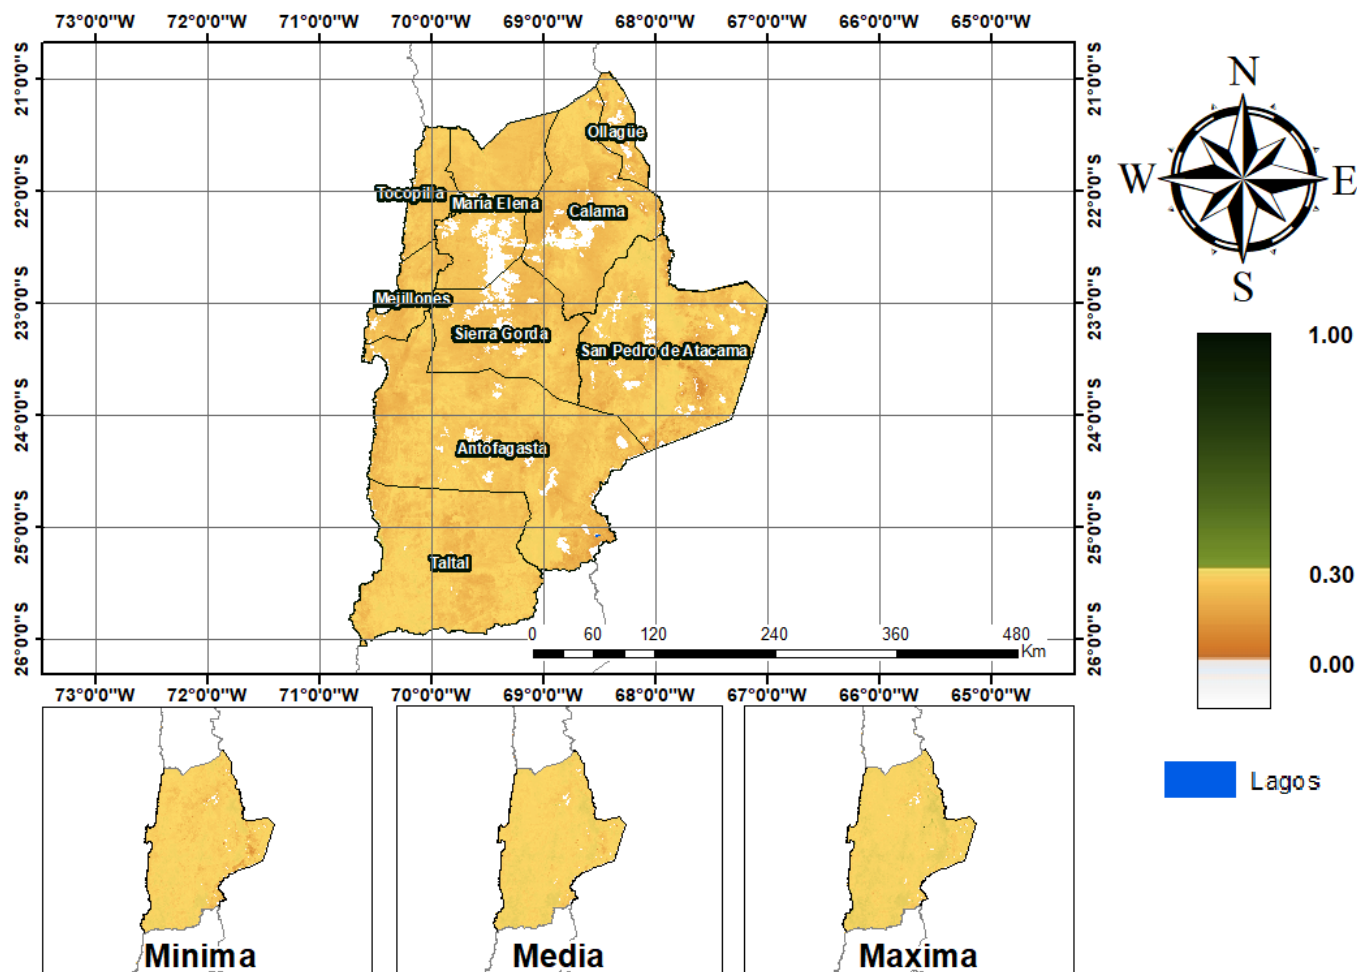 73°0'0"W 72°0'0"W 71°0'0"W 70°0'0"W 69°0'0"W 68°0'0"W 67°0'0"W 66°0'0"W 65°0'0"W
21°0'0"S 21°0'0"S
22°0'0"S 22°0'0"S
23°0'0"S 23°0'0"S
24°0'0"S 24°0'0"S
25°0'0"S 25°0'0"S
26°0'0"S 26°0'0"S
Ollagüe
Tocopilla
María Elena
Calama
Mejillones
Sierra Gorda
San Pedro de Atacama
Antofagasta
Taltal
0 60 120 240 360 480
Km
73°0'0"W 72°0'0"W 71°0'0"W 70°0'0"W 69°0'0"W 68°0'0"W 67°0'0"W 66°0'0"W 65°0'0"W
N
W E
S
1.00
0.30
0.00
Lagos
Minima Media Maxima